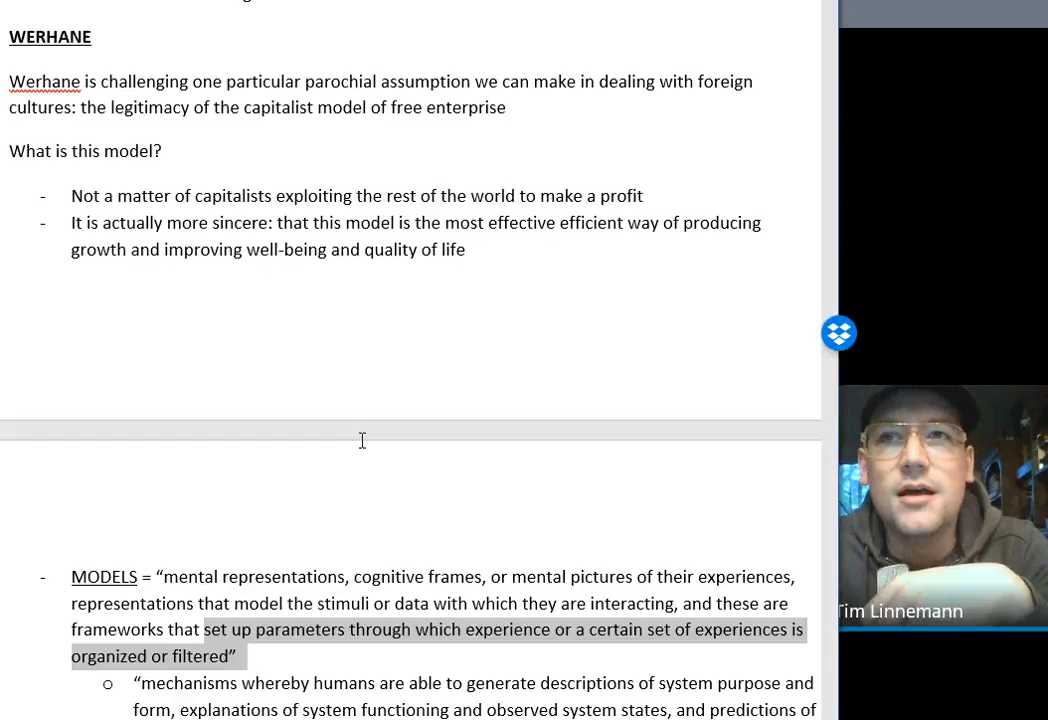 WERHANE
Werhane is challenging one particular parochial assumption we can make in dealing with foreign
cultures: the legitimacy of the capitalist model of free enterprise
What is this model?
- Not a matter of capitalists exploiting the rest of the world to make a profit
- It is actually more sincere: that this model is the most effective efficient way of producing
growth and improving well-being and quality of life
- MODELS = “mental representations, cognitive frames, or mental pictures of their experiences,
representations that model the stimuli or data with which they are interacting, and these are
frameworks that set up parameters through which experience or a certain set of experiences is
organized or filtered”
o “mechanisms whereby humans are able to generate descriptions of system purpose and
form, explanations of system functioning and observed system states, and predictions of
Tim Linnemann